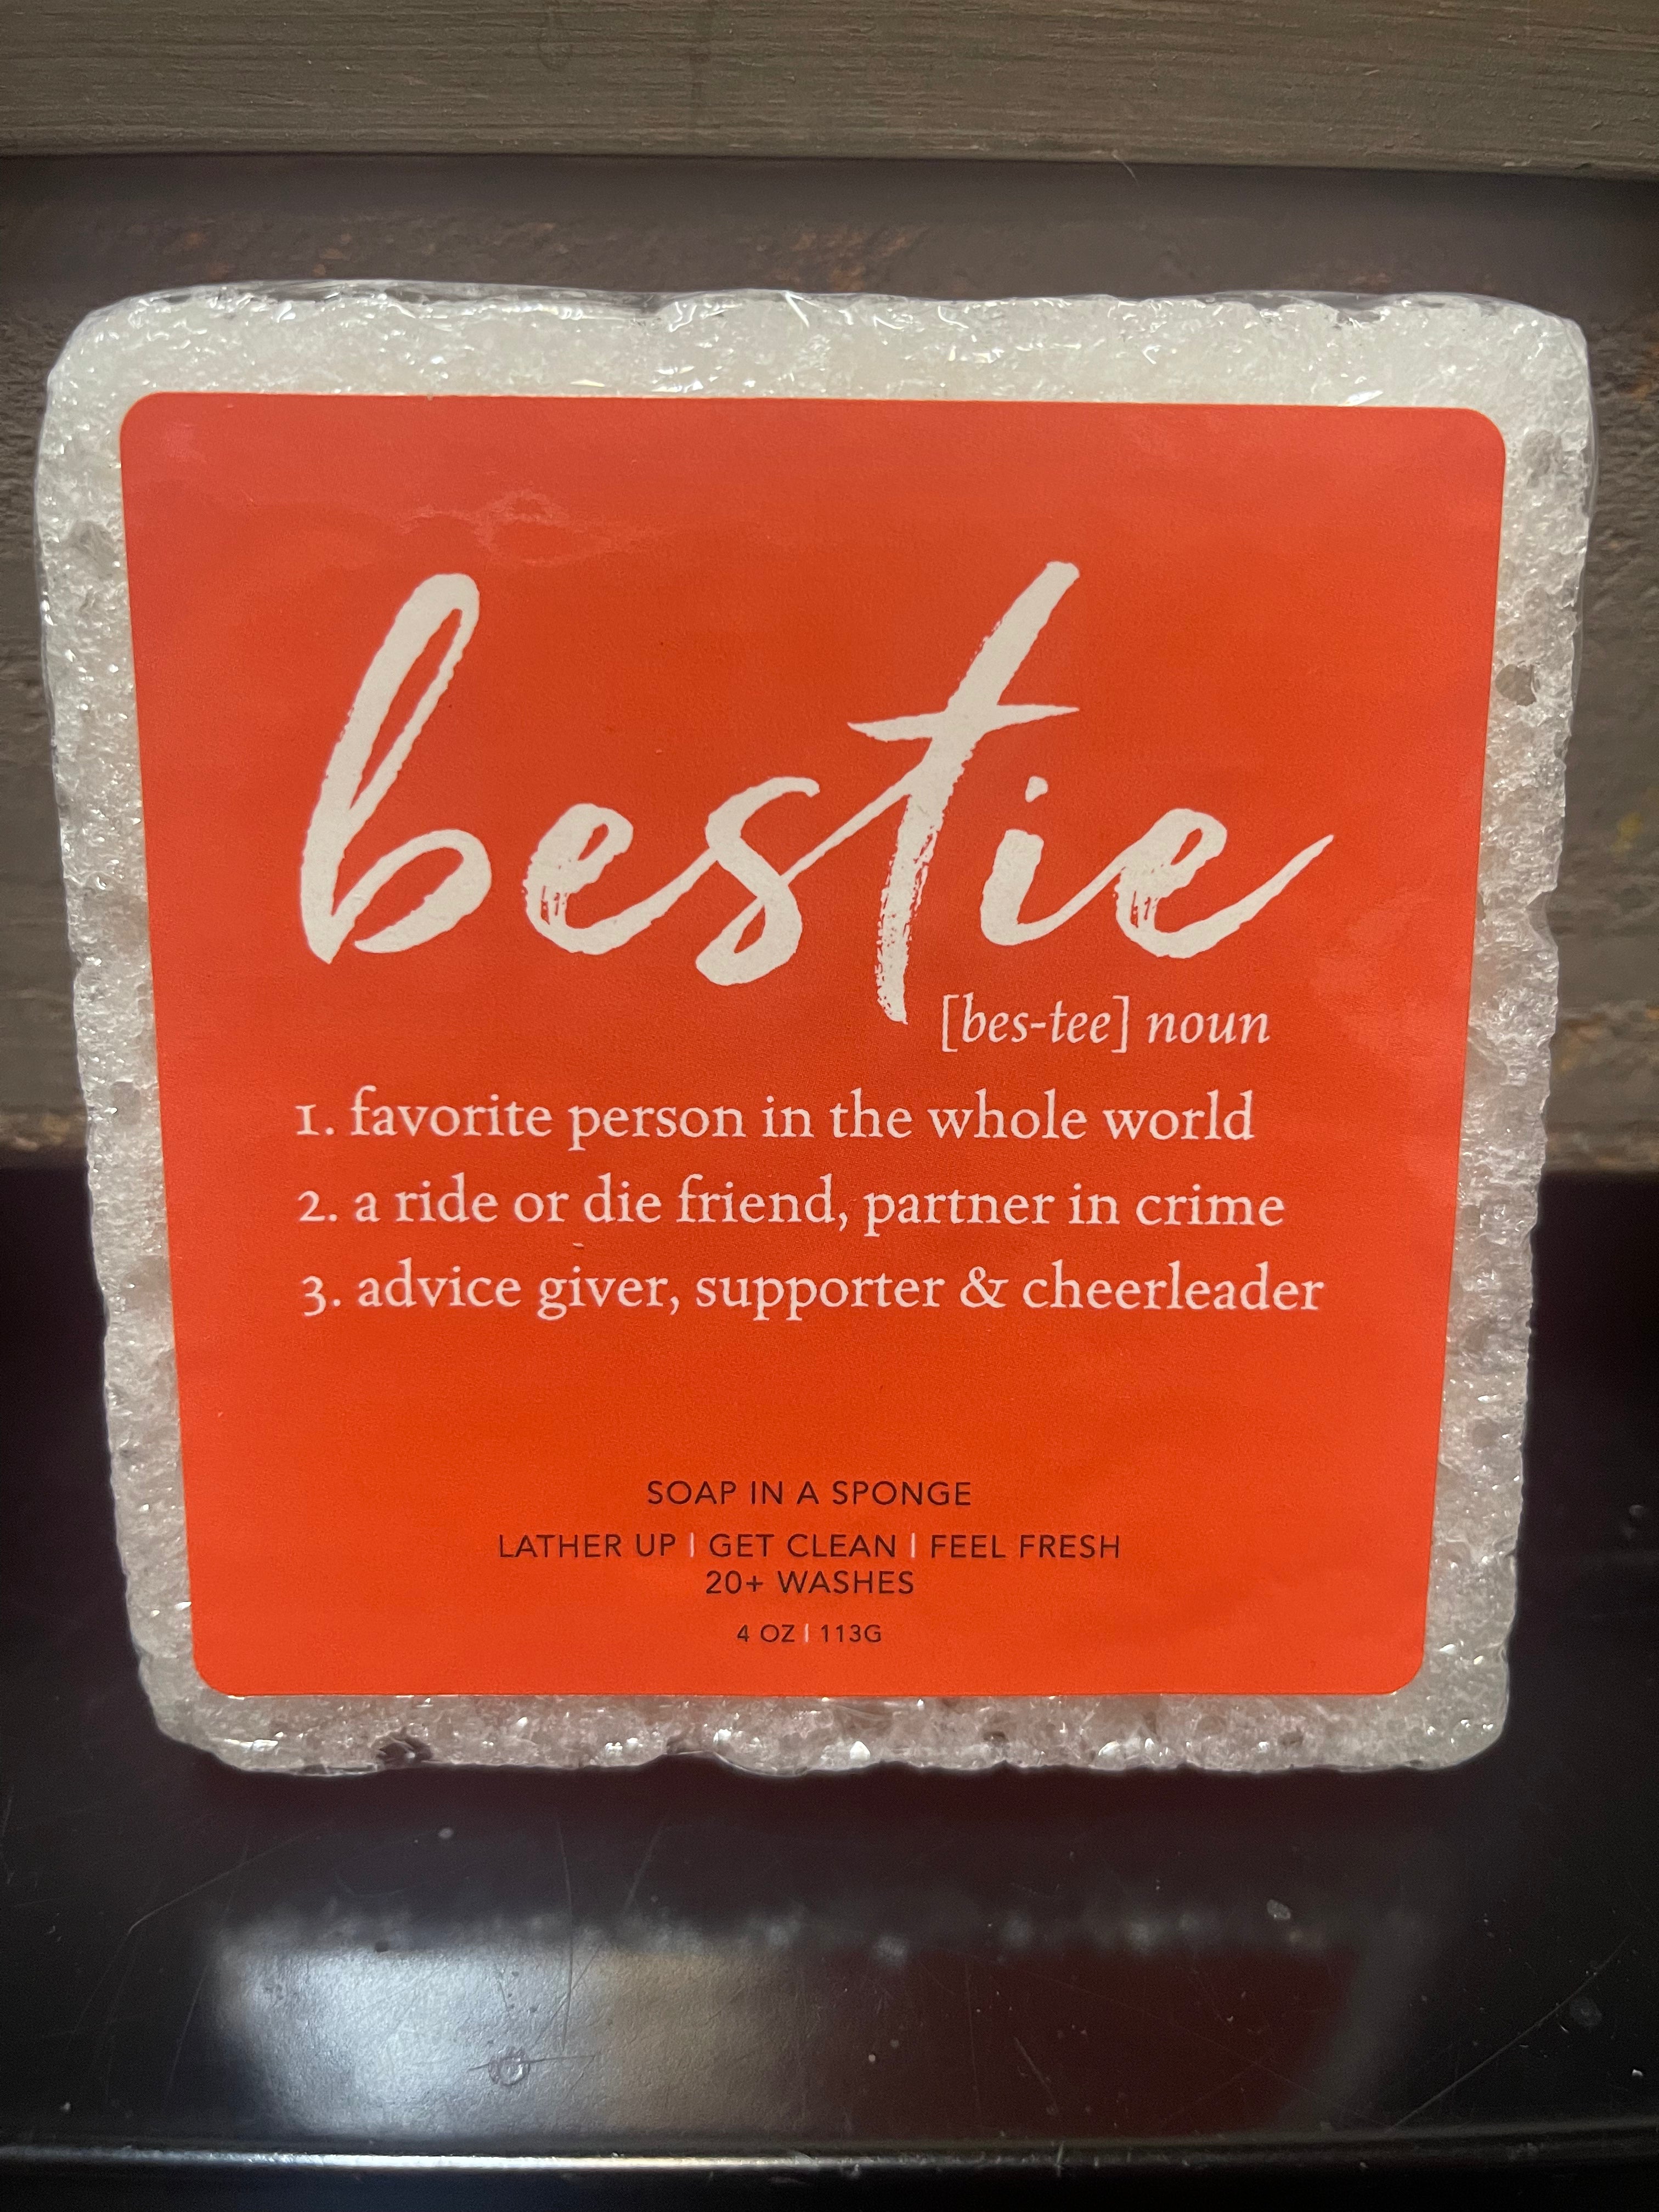 bestie
[bes-tee] noun
1. favorite person in the whole world
2. a ride or die friend, partner in crime
3. advice giver, supporter & cheerleader
SOAP IN A SPONGE
LATHER UP | GET CLEAN | FEEL FRESH
20+ WASHES
4 OZ | 113G